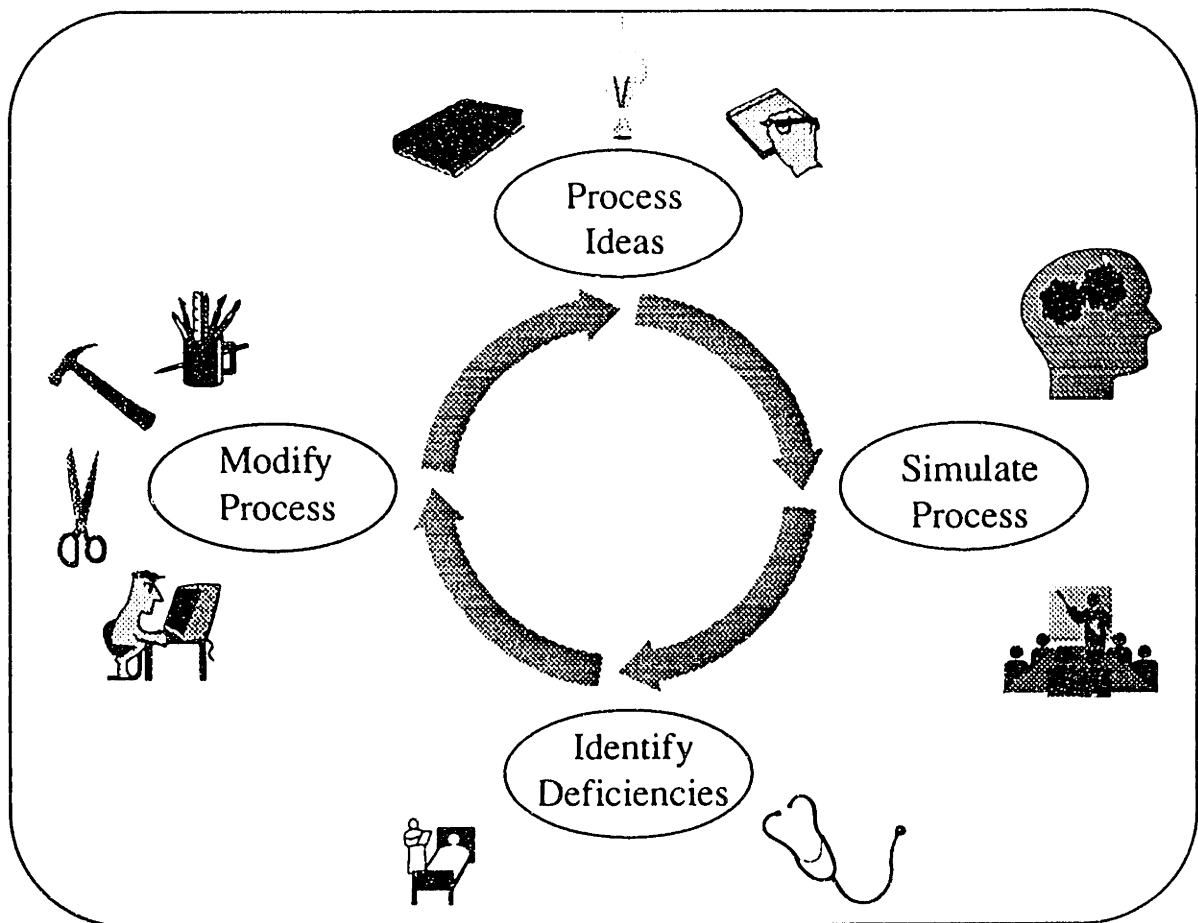 Process
Ideas
Simulate
Process
Identify
Deficiencies
Modify
Process